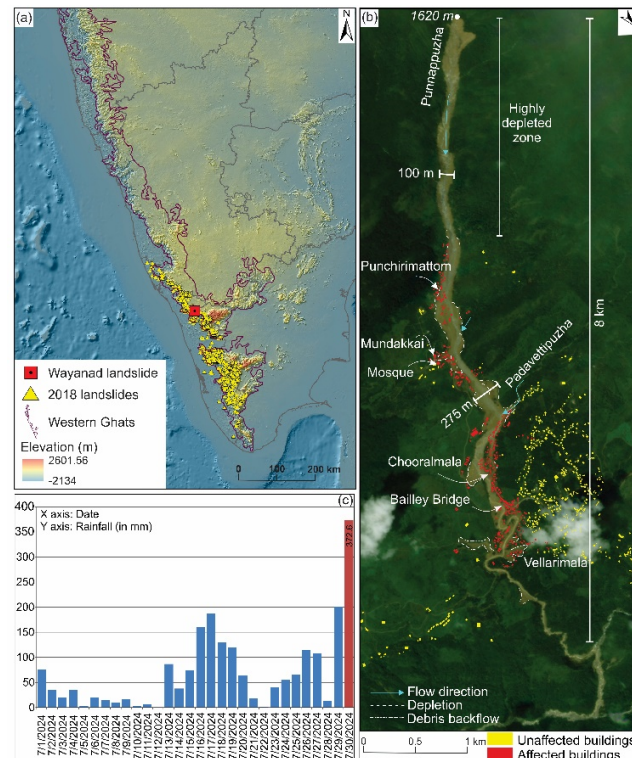 (a)
N
Wayanad landslide
2018 landslides
Western Ghats
Elevation (m)
2601.56
-2134
0 100 200 km
(b)
1620 m
N
Punnappuzha
Highly
depleted
zone
100 m
8 km
Punchirimattom
Mundakkai
Mosque
Padavettipuzha
275 m
Chooralmala
Bailley Bridge
Vellarimala
Flow direction
Depletion
Debris backflow
0 0.5 1 km
Unaffected buildings
Affected buildings
(c)
X axis: Date
Y axis: Rainfall (in mm)
400
350
300
250
200
150
100
50
0
372.6
7/1/2024
7/2/2024
7/3/2024
7/4/2024
7/5/2024
7/6/2024
7/7/2024
7/8/2024
7/9/2024
7/10/2024
7/11/2024
7/12/2024
7/13/2024
7/14/2024
7/15/2024
7/16/2024
7/17/2024
7/18/2024
7/19/2024
7/20/2024
7/21/2024
7/22/2024
7/23/2024
7/24/2024
7/25/2024
7/26/2024
7/27/2024
7/28/2024
7/29/2024
7/30/2024